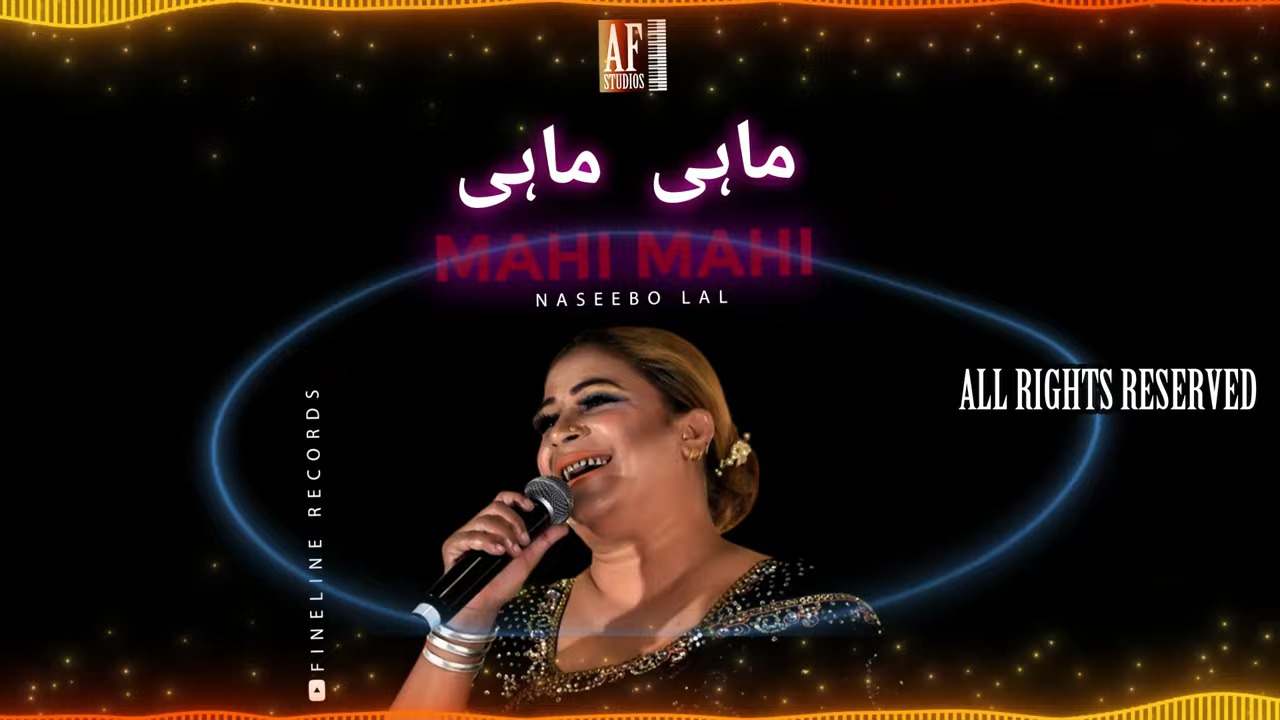 AF
STUDIOS
ماہی ماہی
MAHI MAHI
NASEEBO LAL
ALL RIGHTS RESERVED
FINELINE RECORDS